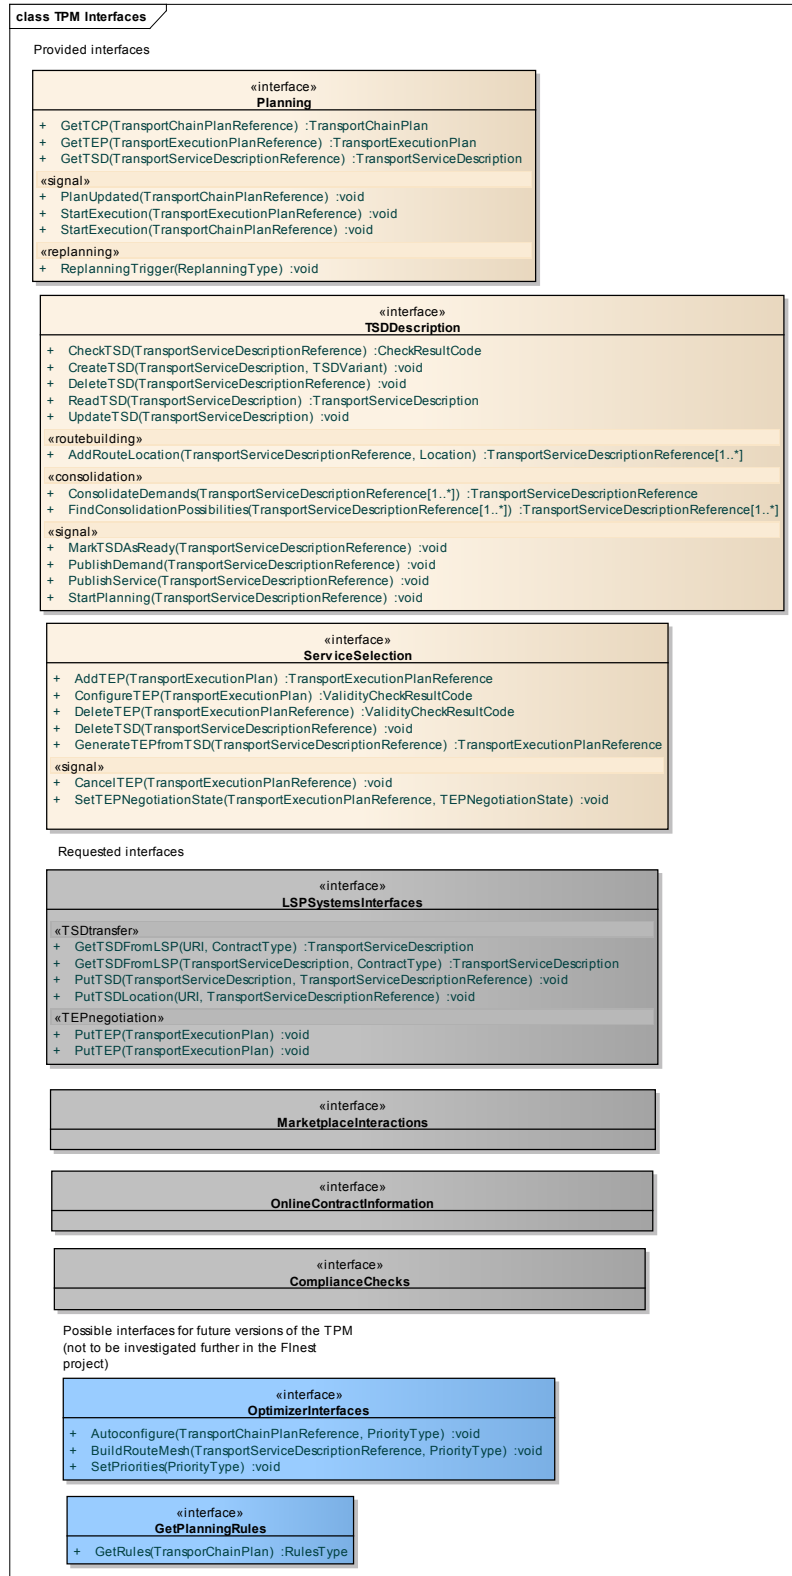 class TPM Interfaces
Provided interfaces
«interface»
Planning
+ GetTCP(TransportChainPlanReference) :TransportChainPlan
+ GetTEP(TransportExecutionPlanReference) :TransportExecutionPlan
+ GetTSD(TransportServiceDescriptionReference) :TransportServiceDescription
«signal»
+ PlanUpdated(TransportChainPlanReference) :void
+ StartExecution(TransportExecutionPlanReference) :void
+ StartExecution(TransportChainPlanReference) :void
«replanning»
+ ReplanningTrigger(ReplanningType) :void
«interface»
TSDDescription
+ CheckTSD(TransportServiceDescriptionReference) :CheckResultCode
+ CreateTSD(TransportServiceDescription, TSDVariant) :void
+ DeleteTSD(TransportServiceDescriptionReference) :void
+ ReadTSD(TransportServiceDescription) :TransportServiceDescription
+ UpdateTSD(TransportServiceDescription) :void
«routebuilding»
+ AddRouteLocation(TransportServiceDescriptionReference, Location) :TransportServiceDescriptionReference[1..*]
«consolidation»
+ ConsolidateDemands(TransportServiceDescriptionReference[1..*]) :TransportServiceDescriptionReference
+ FindConsolidationPossibilities(TransportServiceDescriptionReference[1..*]) :TransportServiceDescriptionReference[1..*]
«signal»
+ MarkTSDAsReady(TransportServiceDescriptionReference) :void
+ PublishDemand(TransportServiceDescriptionReference) :void
+ PublishService(TransportServiceDescriptionReference) :void
+ StartPlanning(TransportServiceDescriptionReference) :void
«interface»
ServiceSelection
+ AddTEP(TransportExecutionPlan) :TransportExecutionPlanReference
+ ConfigureTEP(TransportExecutionPlan) :ValidityCheckResultCode
+ DeleteTEP(TransportExecutionPlanReference) :ValidityCheckResultCode
+ DeleteTSD(TransportServiceDescriptionReference) :void
+ GenerateTEPfromTSD(TransportServiceDescriptionReference) :TransportExecutionPlanReference
«signal»
+ CancelTEP(TransportExecutionPlanReference) :void
+ SetTEPNegotiationState(TransportExecutionPlanReference, TEPNegotiationState) :void
Requested interfaces
«interface»
LSPSystemsInterfaces
«TSDtransfer»
+ GetTSDFromLSP(URI, ContractType) :TransportServiceDescription
+ GetTSDFromLSP(TransportServiceDescription, ContractType) :TransportServiceDescription
+ PutTSD(TransportServiceDescription, TransportServiceDescriptionReference) :void
+ PutTSDLocation(URI, TransportServiceDescriptionReference) :void
«TEPnegotiation»
+ PutTEP(TransportExecutionPlan) :void
+ PutTEP(TransportExecutionPlan) :void
«interface»
MarketplaceInteractions
«interface»
OnlineContractInformation
«interface»
ComplianceChecks
Possible interfaces for future versions of the TPM
(not to be investigated further in the FInest
project)
«interface»
OptimizerInterfaces
+ Autoconfigure(TransportChainPlanReference, PriorityType) :void
+ BuildRouteMesh(TransportServiceDescriptionReference, PriorityType) :void
+ SetPriorities(PriorityType) :void
«interface»
GetPlanningRules
+ GetRules(TransporChainPlan) :RulesType